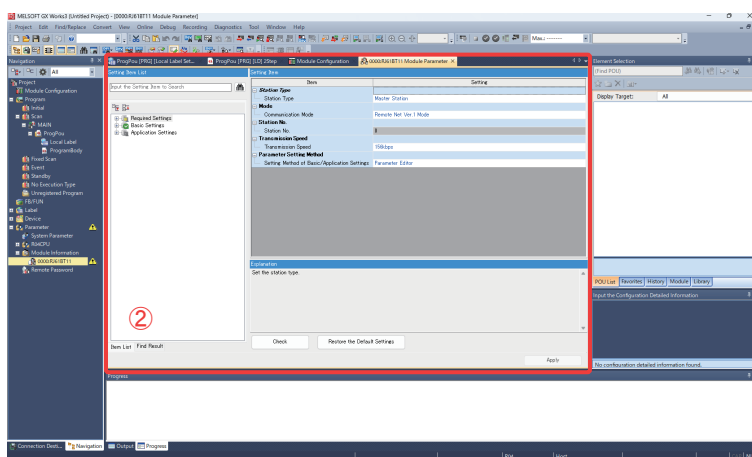 MELSOFT GX Works3 (Untitled Project) - [0000:RJ61BT11 Module Parameter]
Project Edit Find/Replace Convert View Online Debug Recording Diagnostics Tool Window Help
Max.:
Navigation
All
Project
Module Configuration
Program
Initial
Scan
MAIN
ProgPou
Local Label
ProgramBody
Fixed Scan
Event
Standby
No Execution Type
Unregistered Program
FB/FUN
Label
Device
Parameter
System Parameter
R04CPU
Module Information
0000:RJ61BT11
Remote Password
Connection Desti...
Navigation
ProgPou [PRG] [Local Label Set...
ProgPou [PRG] [LD] 2Step
Module Configuration
0000:RJ61BT11 Module Parameter
Setting Item List
Input the Setting Item to Search
Required Settings
Basic Settings
Application Settings
②
Item List Find Result
Setting Item
Item Setting
Station Type
Station Type Master Station
Mode
Communication Mode Remote Net Ver.1 Mode
Station No.
Station No. 0
Transmission Speed
Transmission Speed 156kbps
Parameter Setting Method
Setting Method of Basic/Application Settings Parameter Editor
Explanation
Set the station type.
Check Restore the Default Settings
Apply
Element Selection
(Find POU)
Display Target: All
POU List Favorites History Module Library
Input the Configuration Detailed Information
No configuration detailed information found.
Progress
Output Progress
R04 Host